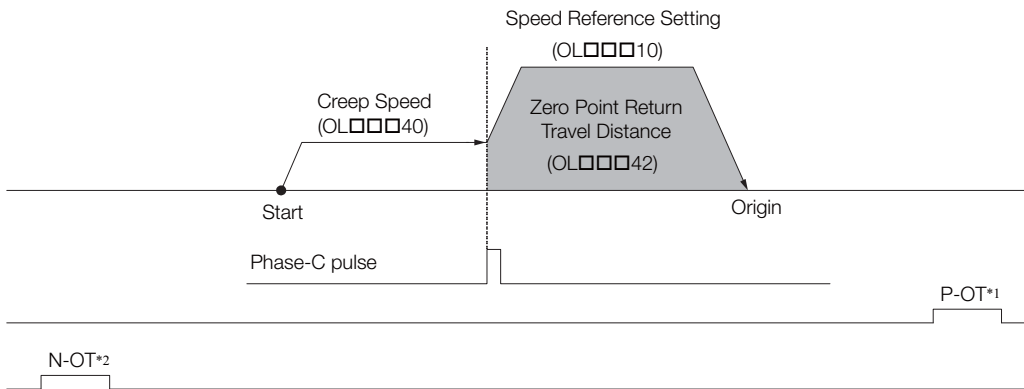 Speed Reference Setting
(OL□□□10)
Creep Speed
(OL□□□40)
Zero Point Return
Travel Distance
(OL□□□42)
Start
Origin
Phase-C pulse
P-OT*1
N-OT*2